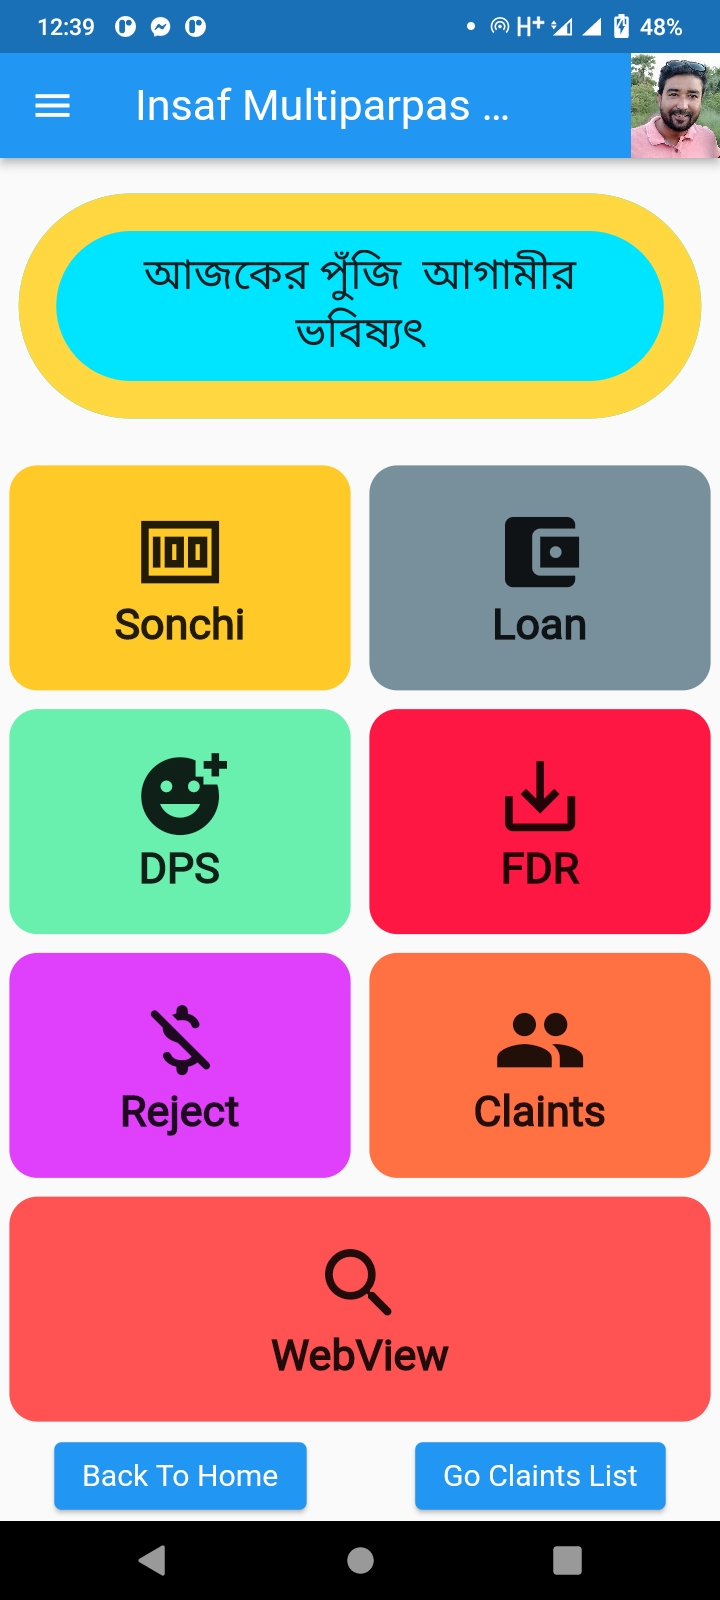 12:39 H+ 48%
Insaf Multiparpas ...
আজকের পুঁজি আগামীর
ভবিষ্যৎ
100
Sonchi
Loan
DPS
FDR
Reject
Claints
WebView
Back To Home
Go Claints List